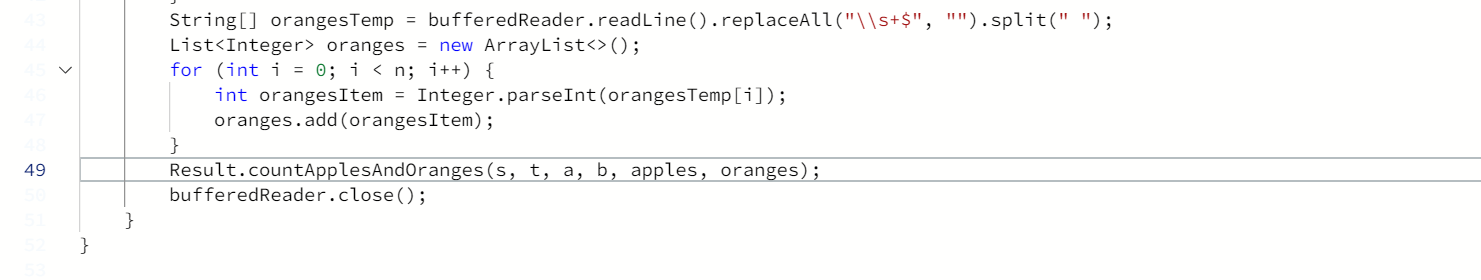 43 String[] orangesTemp = bufferedReader.readLine().replaceAll("\\s+$", "").split(" ");
44 List<Integer> oranges = new ArrayList<>();
45 for (int i = 0; i < n; i++) {
46 int orangesItem = Integer.parseInt(orangesTemp[i]);
47 oranges.add(orangesItem);
48 }
49 Result.countApplesAndOranges(s, t, a, b, apples, oranges);
50 bufferedReader.close();
51 }
52 }
53